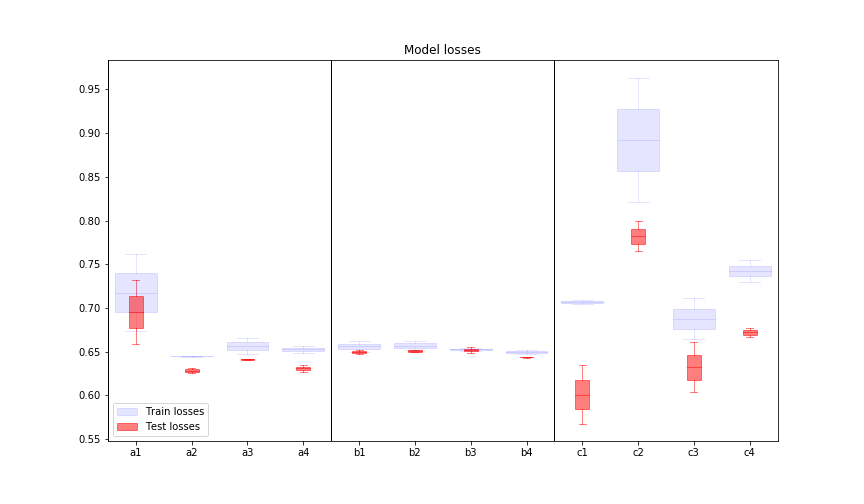 Model losses
0.95
0.90
0.85
0.80
0.75
0.70
0.65
0.60
0.55
Train losses
Test losses
a1 a2 a3 a4 b1 b2 b3 b4 c1 c2 c3 c4